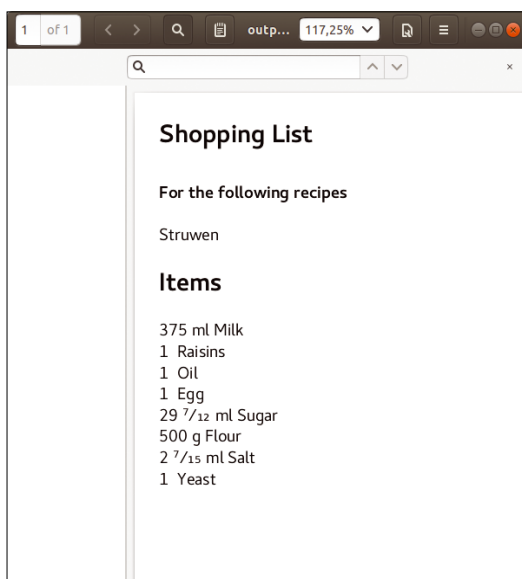 1 of 1 outp... 117,25%
Shopping List
For the following recipes
Struwen
Items
375 ml Milk
1 Raisins
1 Oil
1 Egg
29 ⁷/₁₂ ml Sugar
500 g Flour
2 ⁷/₁₅ ml Salt
1 Yeast